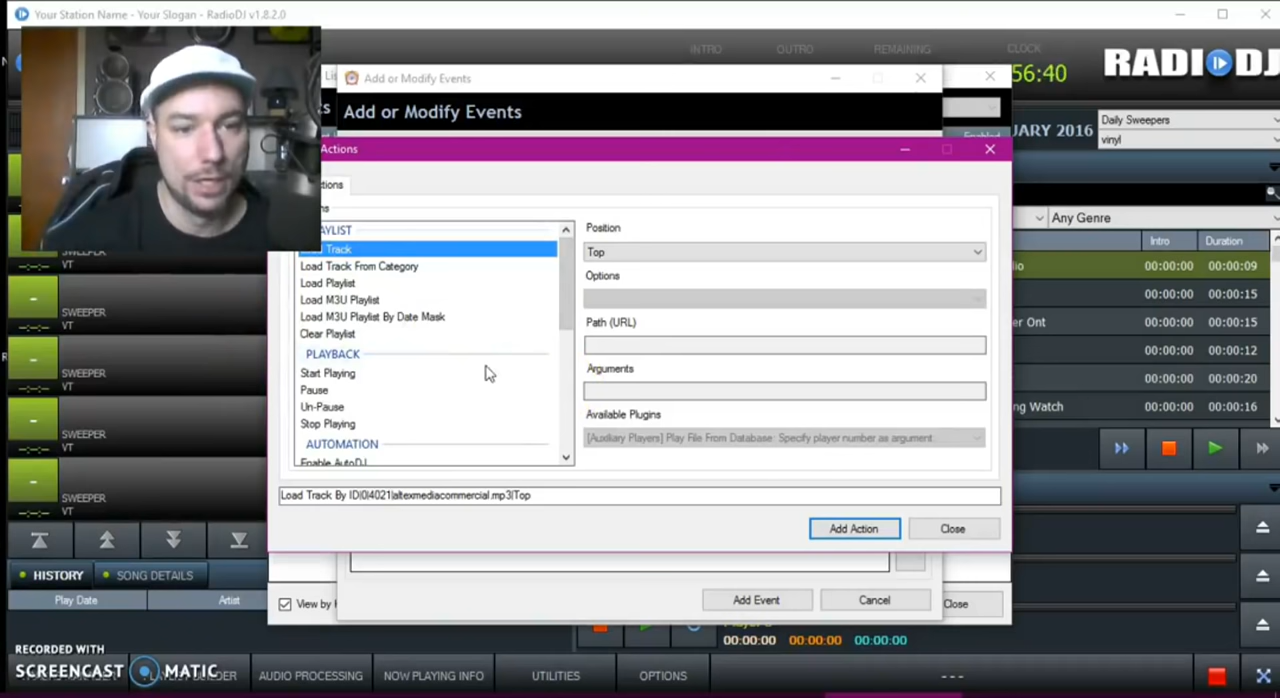 Your Station Name - Your Slogan - RadioDJ v1.8.2.0
INTRO
OUTRO
REMAINING
CLOCK
56:40
RADIODJ
Add or Modify Events
Add or Modify Events
UARY 2016
Daily Sweepers
vinyl
Actions
Position
Top
Any Genre
Load Track
Load Track From Category
Load Playlist
Load M3U Playlist
Load M3U Playlist By Date Mask
Clear Playlist
PLAYBACK
Start Playing
Pause
Un-Pause
Stop Playing
AUTOMATION
Enable AutoDJ
Options
Path (URL)
Arguments
Available Plugins
[Auxiliary Players] Play File From Database: Specify player number as argument
Intro
Duration
dio
00:00:00
00:00:09
00:00:00
00:00:15
er Ont
00:00:00
00:00:15
00:00:00
00:00:12
00:00:00
00:00:20
ng Watch
00:00:00
00:00:16
SWEEPER
VT
SWEEPER
VT
SWEEPER
VT
SWEEPER
VT
SWEEPER
VT
Load Track By ID|0|4021|altexmediacommercial.mp3|Top
Add Action
Close
HISTORY
SONG DETAILS
Play Date
Artist
View by
Add Event
Cancel
Close
00:00:00
00:00:00
00:00:00
RECORDED WITH
SCREENCAST MATIC
BUILDER
AUDIO PROCESSING
NOW PLAYING INFO
UTILITIES
OPTIONS
---